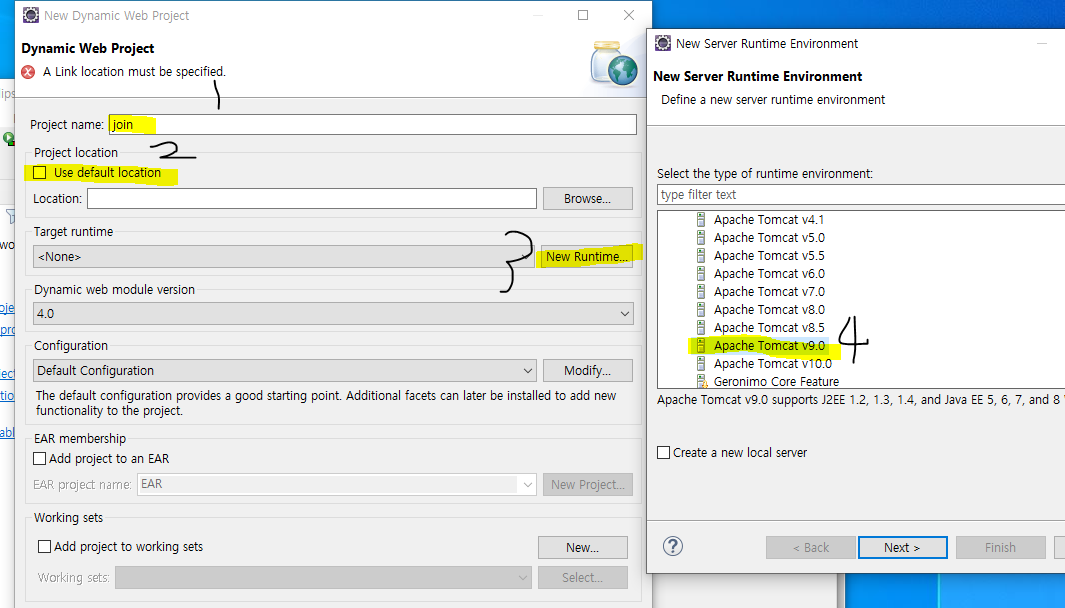 New Dynamic Web Project
Dynamic Web Project
A Link location must be specified.
1
Project name: join
Project location
2
Use default location
Location:
Browse...
Target runtime
<None>
3
New Runtime...
Dynamic web module version
4.0
Configuration
Default Configuration
Modify...
The default configuration provides a good starting point. Additional facets can later be installed to add new
functionality to the project.
EAR membership
Add project to an EAR
EAR project name: EAR
New Project...
Working sets
Add project to working sets
New...
Working sets:
Select...
New Server Runtime Environment
New Server Runtime Environment
Define a new server runtime environment
Select the type of runtime environment:
type filter text
Apache Tomcat v4.1
Apache Tomcat v5.0
Apache Tomcat v5.5
Apache Tomcat v6.0
Apache Tomcat v7.0
Apache Tomcat v8.0
Apache Tomcat v8.5
Apache Tomcat v9.0
4
Apache Tomcat v10.0
Geronimo Core Feature
Apache Tomcat v9.0 supports J2EE 1.2, 1.3, 1.4, and Java EE 5, 6, 7, and 8
Create a new local server
?
< Back
Next >
Finish